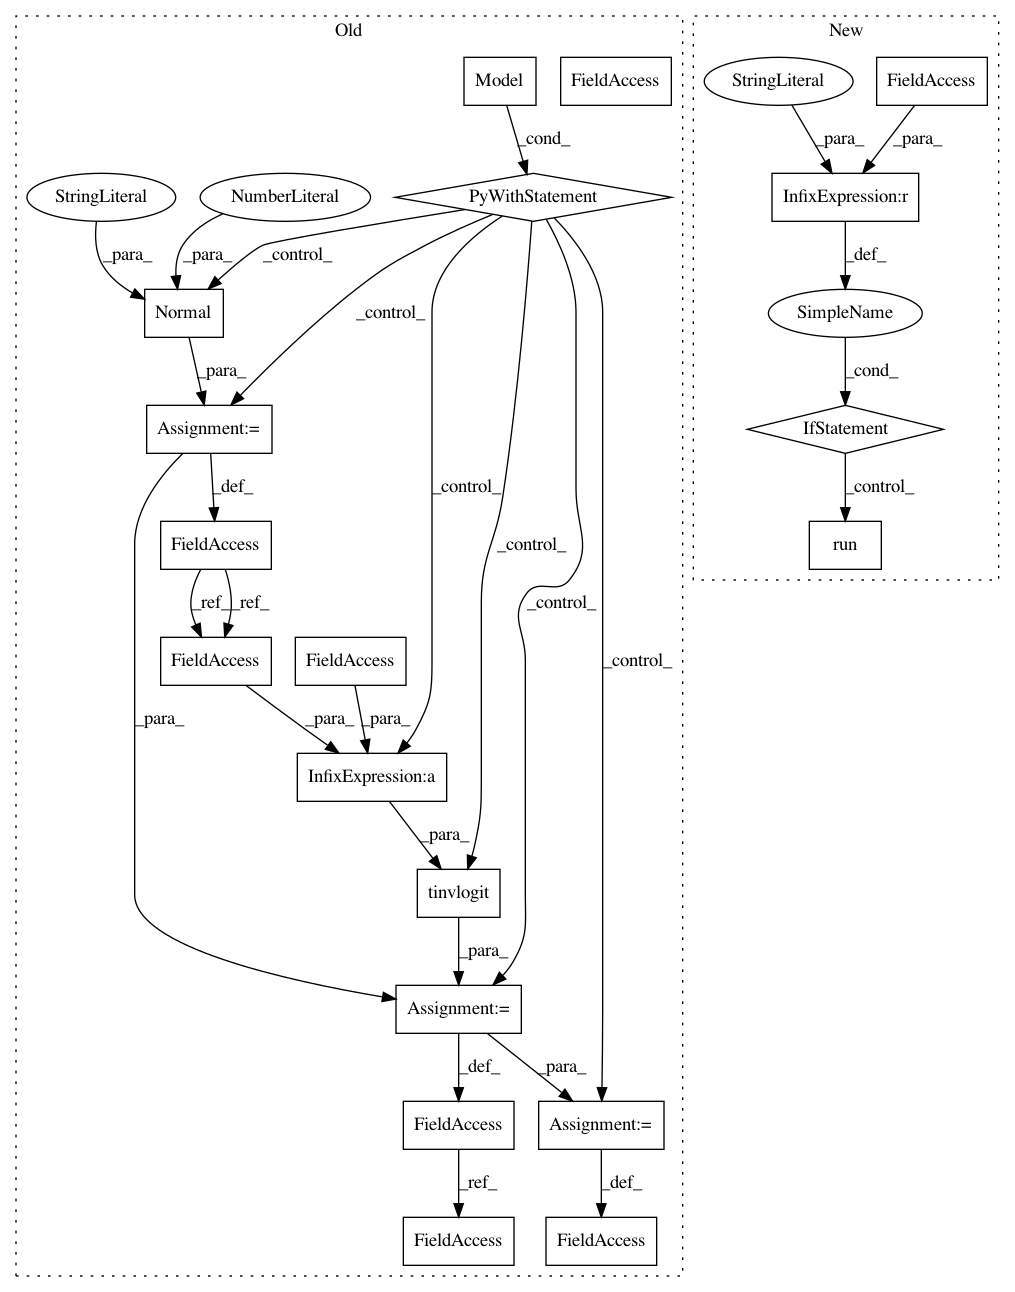 Old
New
Model
FieldAccess
StringLiteral
FieldAccess
_cond_
_para_
_para_
StringLiteral
NumberLiteral
PyWithStatement
InfixExpression:r
_para_
_para_
_control_
_def_
Normal
_control_
SimpleName
_para_
_cond_
Assignment:=
IfStatement
_def_
_control_
_control_
FieldAccess
_control_
run
_ref_
_ref_
_control_
FieldAccess
FieldAccess
_control_
_para_
_para_
_para_
InfixExpression:a
_para_
tinvlogit
_para_
Assignment:=
_def_
_para_
FieldAccess
Assignment:=
_ref_
_def_
FieldAccess
FieldAccess